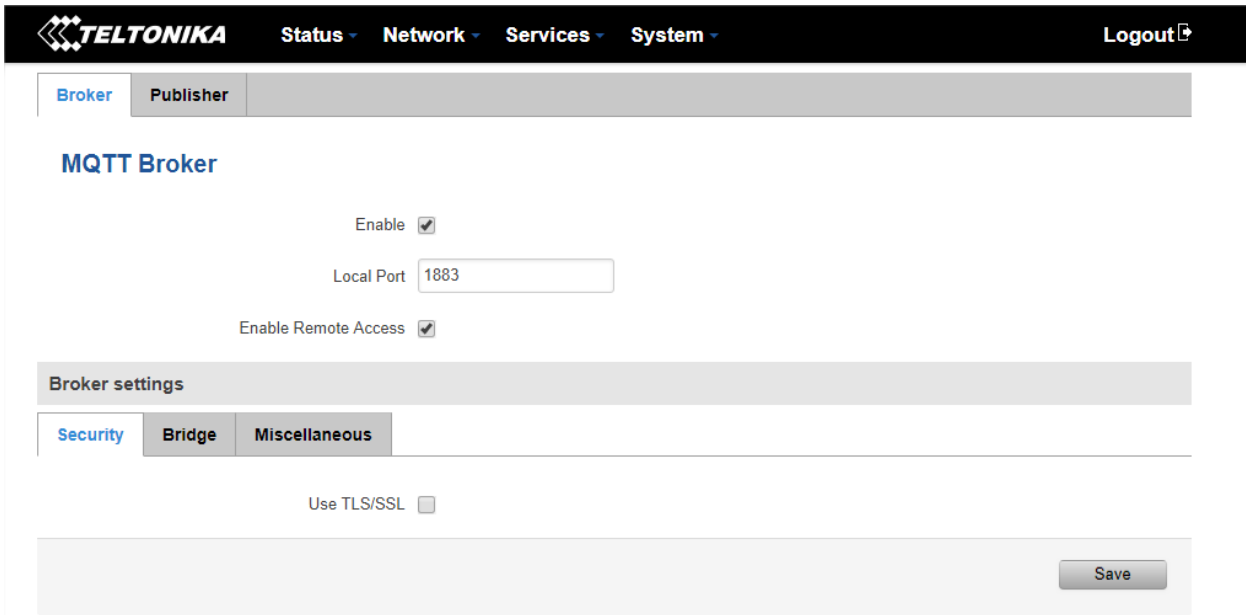 TELTONIKA Status Network Services System Logout
Broker Publisher
MQTT Broker
Enable
Local Port 1883
Enable Remote Access
Broker settings
Security Bridge Miscellaneous
Use TLS/SSL
Save